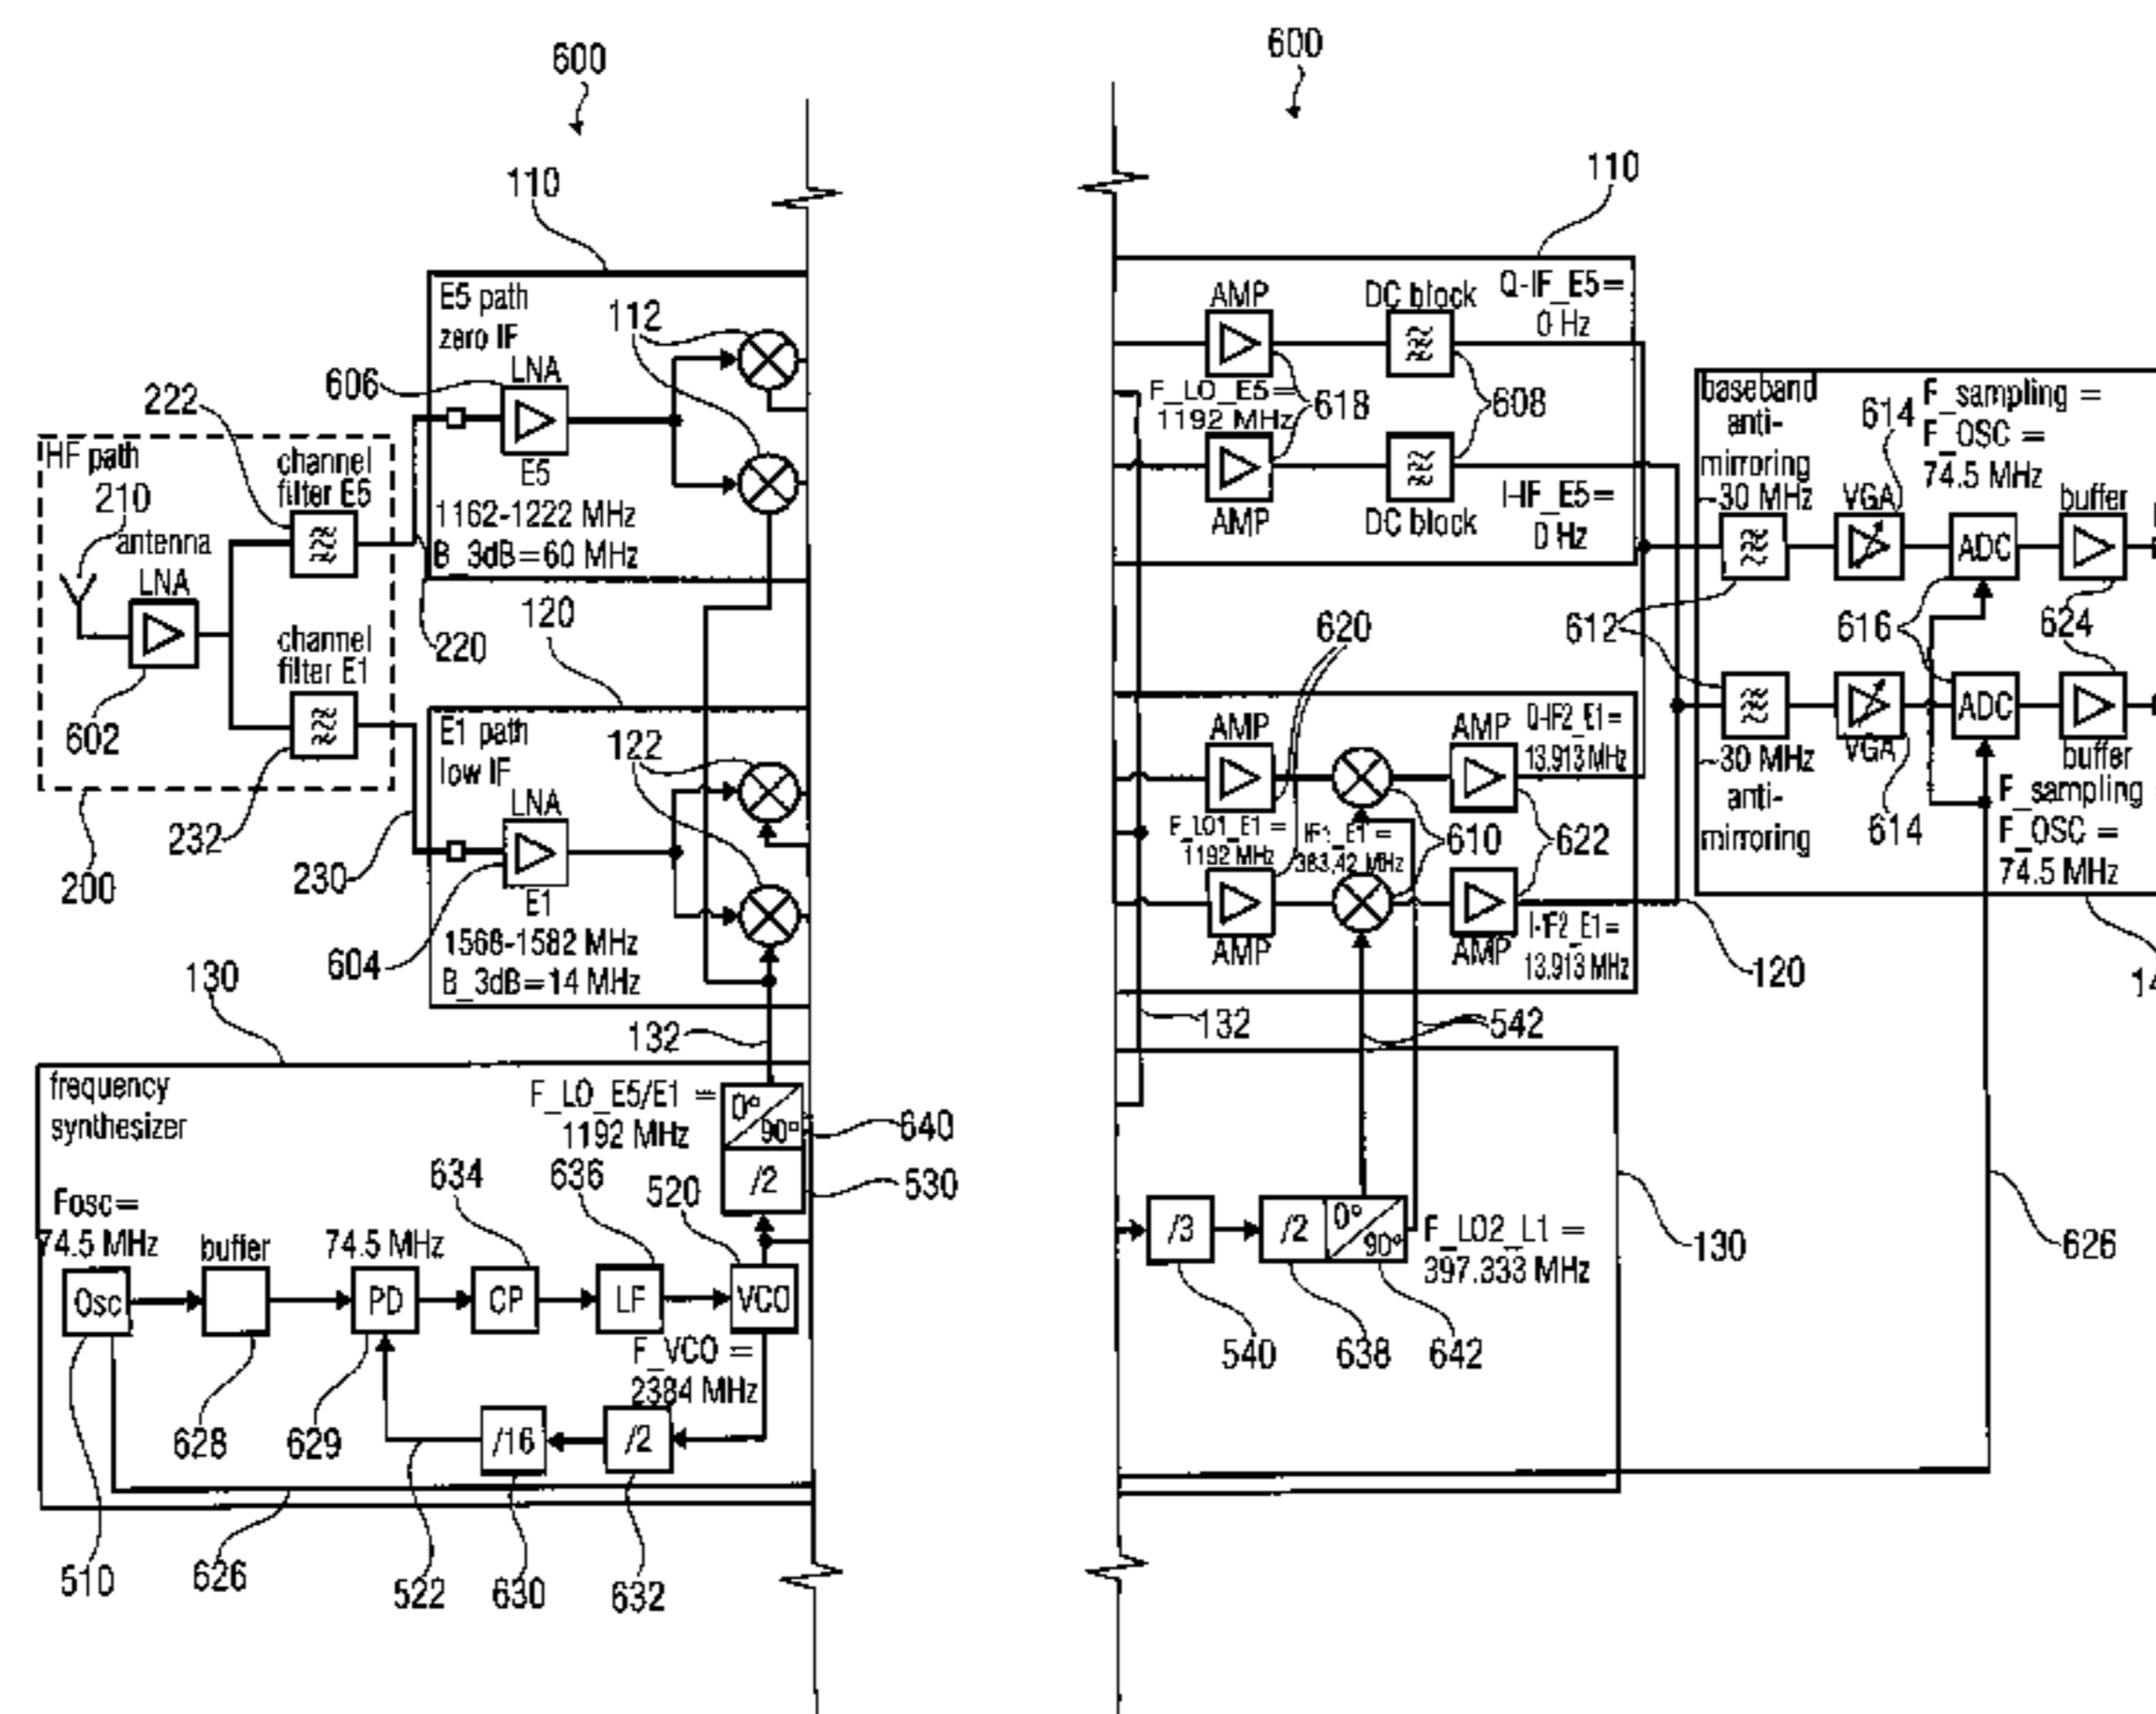 600
110
E5 path
zero IF
112
LNA
606
E5
1162-1222 MHz
B_3dB=60 MHz
222
HF path
210
antenna
LNA
channel
filter E5
channel
filter E1
602
232
200
220
230
120
E1 path
low IF
122
LNA
E1
604
1568-1582 MHz
B_3dB=14 MHz
130
132
frequency
synthesizer
F_LO_E5/E1 =
1192 MHz
0°
90°
640
/2
530
Fosc=
74.5 MHz
buffer
74.5 MHz
634
636
520
Osc
PD
CP
LF
VCO
F_VCO =
2384 MHz
628
629
/16
/2
510
626
522
630
632
600
110
AMP
DC block
Q-IF_E5=
0 Hz
F_LO_E5=
1192 MHz
618
608
AMP
DC block
I-IF_E5=
0 Hz
620
AMP
AMP
Q-IF2_E1=
13.913 MHz
F_LO1_E1 =
1192 MHz
IF1_E1 =
383,42 MHz
610
622
AMP
AMP
I-IF2_E1=
13.913 MHz
120
132
542
/3
/2
0°
90°
F_LO2_L1 =
397.333 MHz
130
540
638
642
baseband
anti-
mirroring
30 MHz
614
F_sampling =
F_OSC =
74.5 MHz
VGA
ADC
buffer
612
616
624
VGA
ADC
buffer
30 MHz
anti-
mirroring
614
F_sampling
F_OSC =
74.5 MHz
626